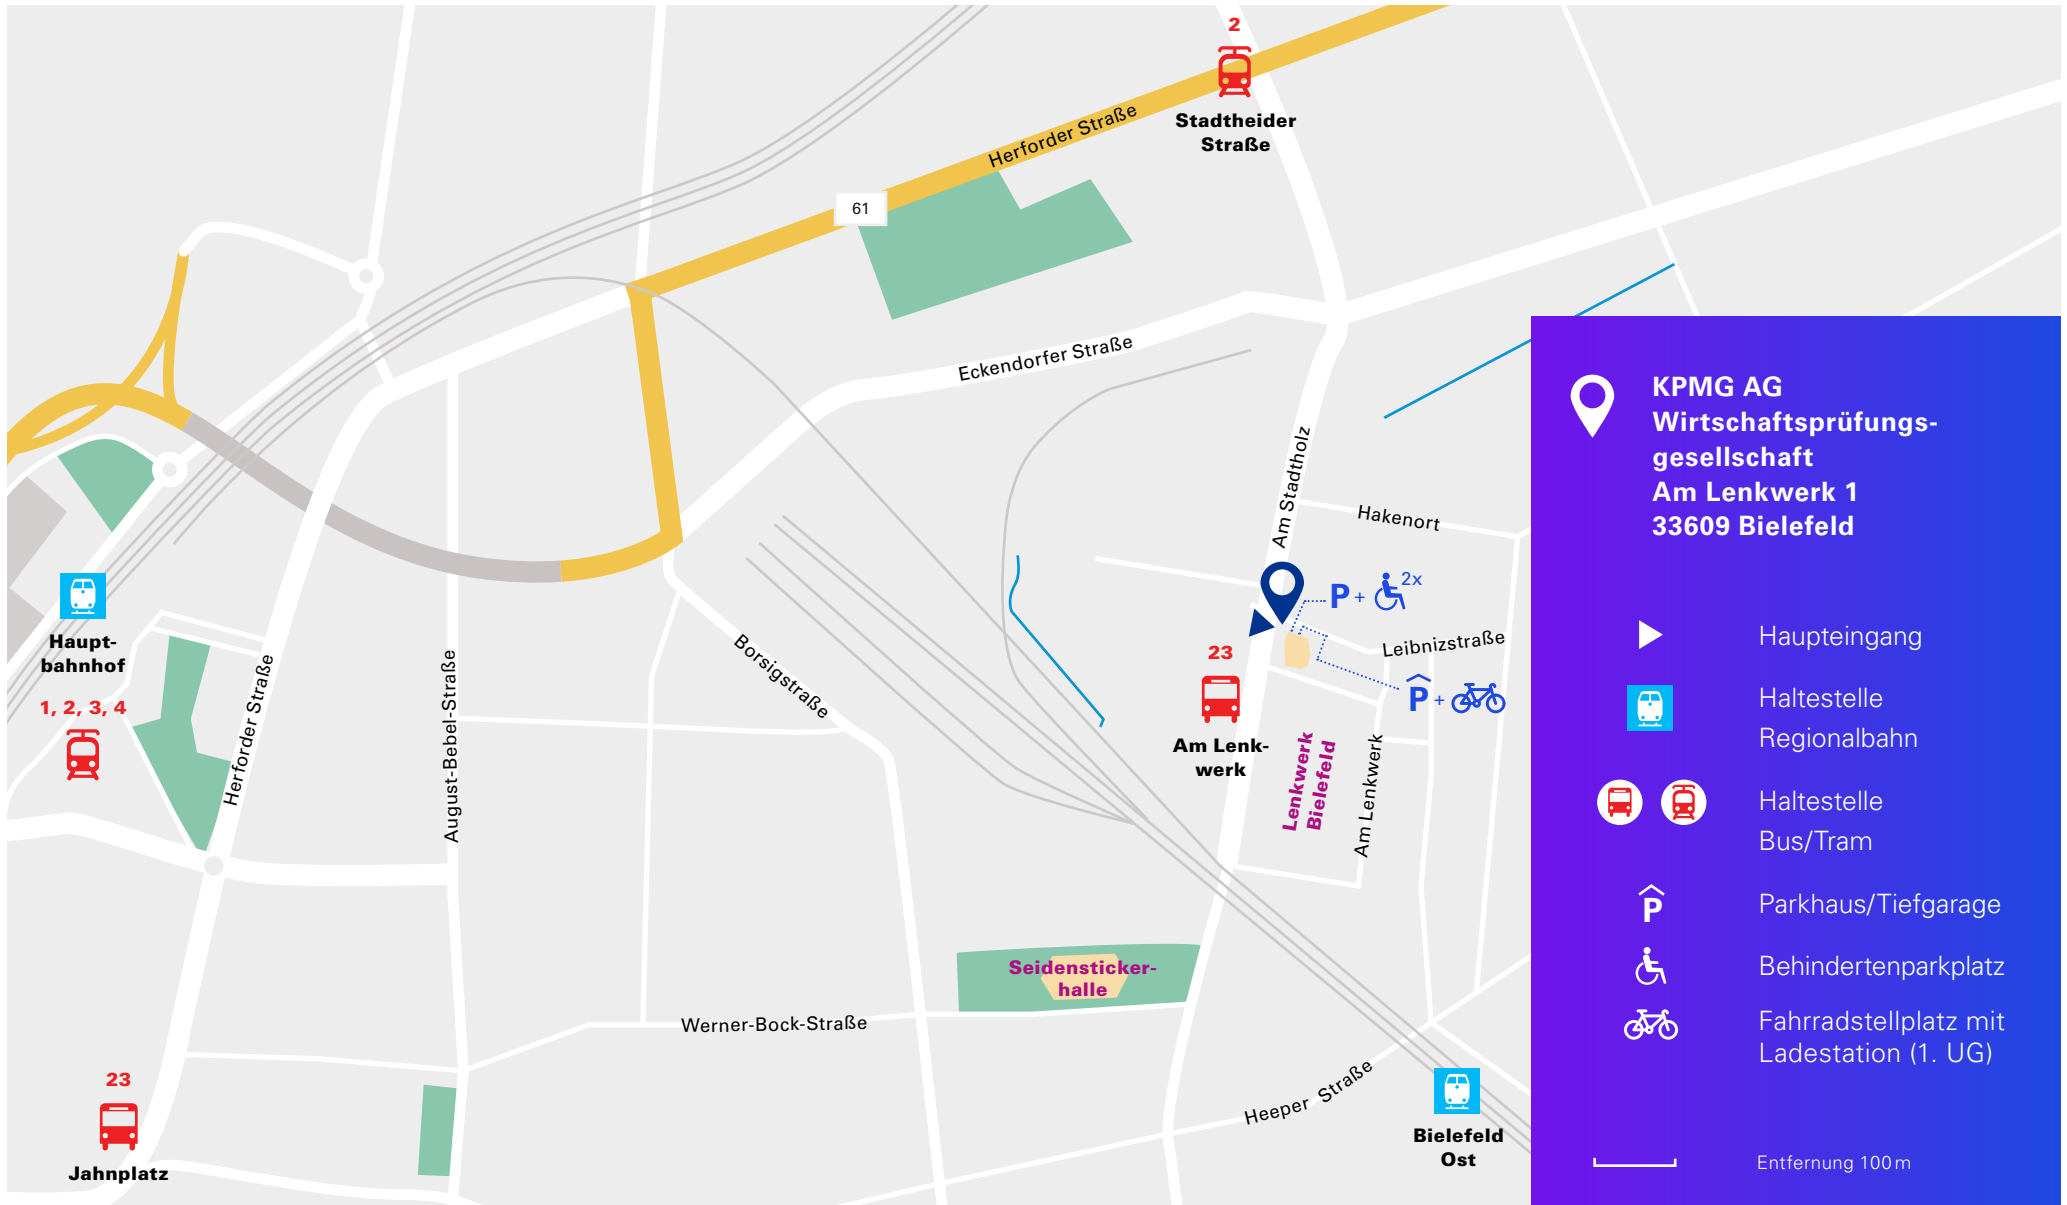 2
Stadtheider
Straße
Herforder Straße
61
Eckendorfer Straße
Am Stadtholz
Hakenort
P + 2x
Leibnizstraße
P +
Haupt-
bahnhof
1, 2, 3, 4
Herforder Straße
August-Bebel-Straße
Borsigstraße
23
Am Lenk-
werk
Lenkwerk
Bielefeld
Am Lenkwerk
Seidensticker-
halle
Werner-Bock-Straße
Heeper Straße
23
Jahnplatz
Bielefeld
Ost
KPMG AG
Wirtschaftsprüfungs-
gesellschaft
Am Lenkwerk 1
33609 Bielefeld
Haupteingang
Haltestelle
Regionalbahn
Haltestelle
Bus/Tram
P
Parkhaus/Tiefgarage
Behindertenparkplatz
Fahrradstellplatz mit
Ladestation (1. UG)
Entfernung 100 m